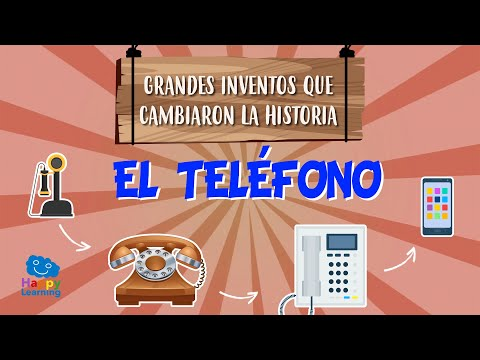 GRANDES INVENTOS QUE
CAMBIARON LA HISTORIA
EL TELÉFONO
Happy
Learning